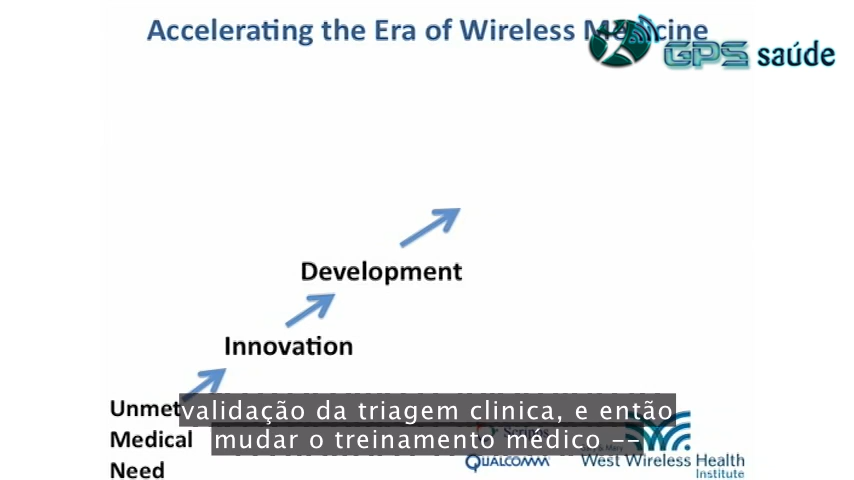 Accelerating the Era of Wireless Medicine
GPS saúde
Development
Innovation
Unmet
Medical
Need
validação da triagem clinica, e então
mudar o treinamento médico --
Scripps
QUALCOMM
West Wireless Health
Institute